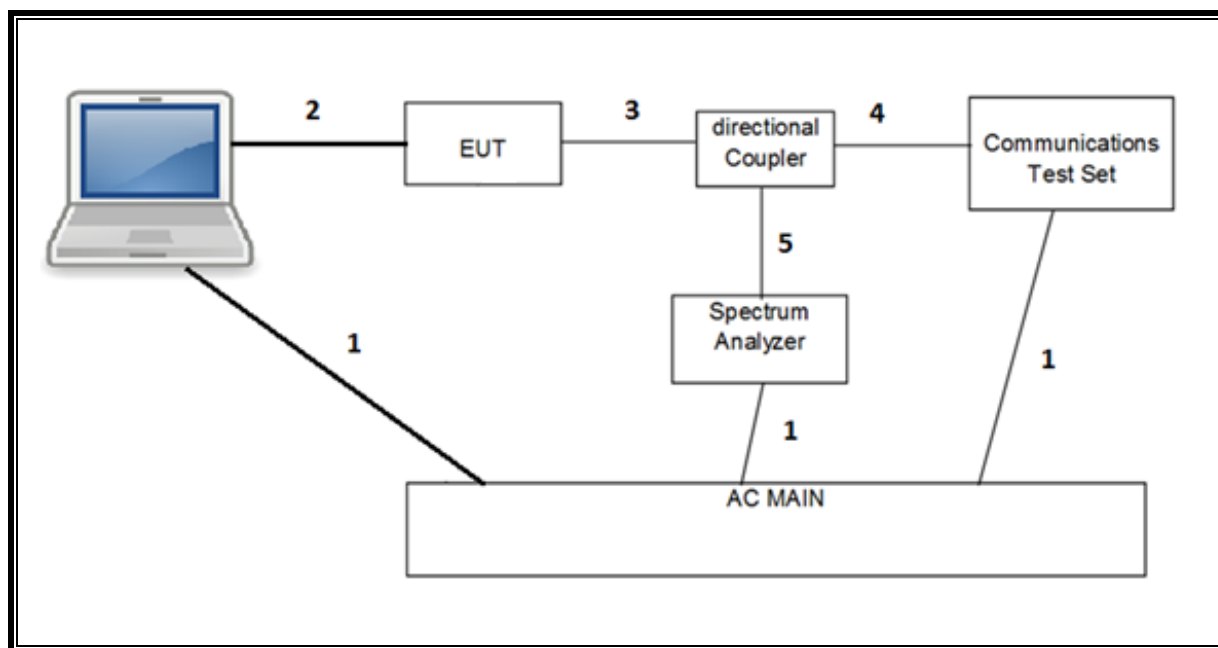 2
EUT
3
directional
Coupler
4
Communications
Test Set
5
Spectrum
Analyzer
1
1
1
AC MAIN